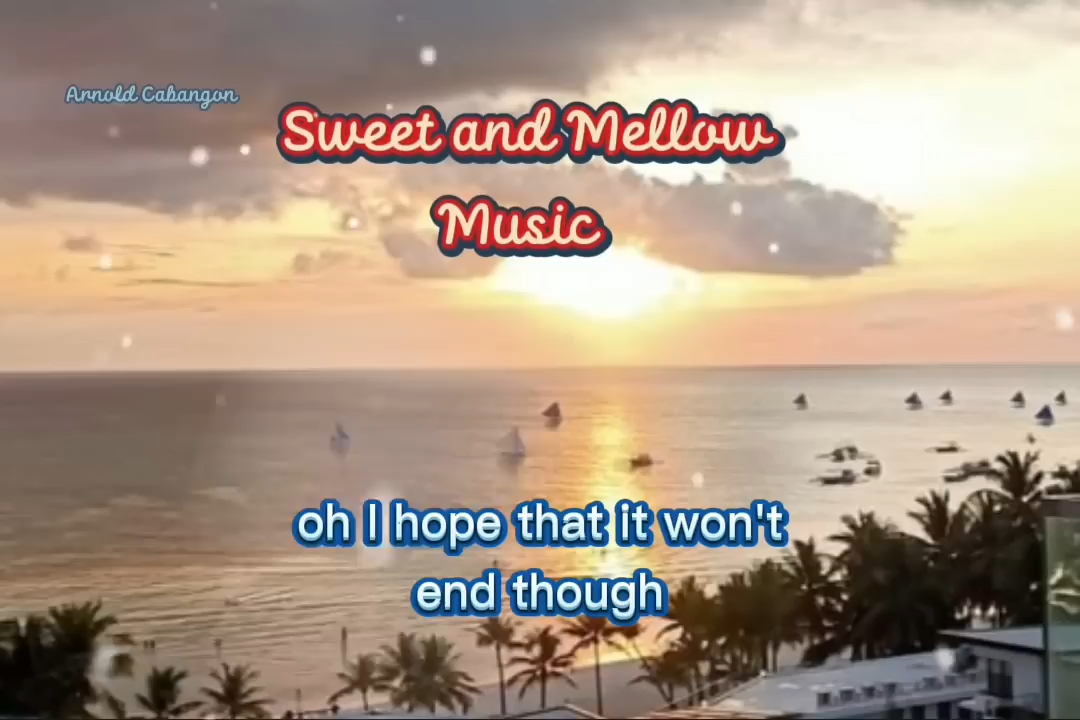 Arnold Cabangon
Sweet and Mellow
Music
oh I hope that it won't
end though